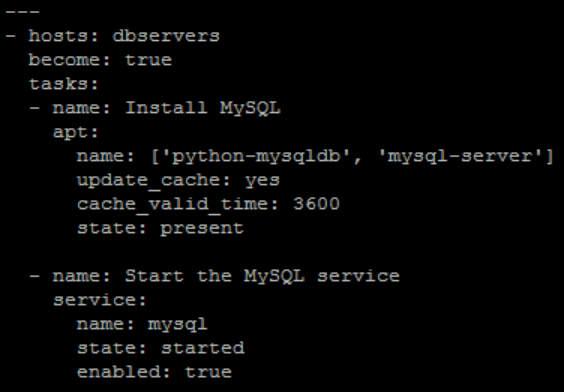 ---
- hosts: dbservers
  become: true
  tasks:
  - name: Install MySQL
    apt:
      name: ['python-mysqldb', 'mysql-server']
      update_cache: yes
      cache_valid_time: 3600
      state: present

  - name: Start the MySQL service
    service:
      name: mysql
      state: started
      enabled: true